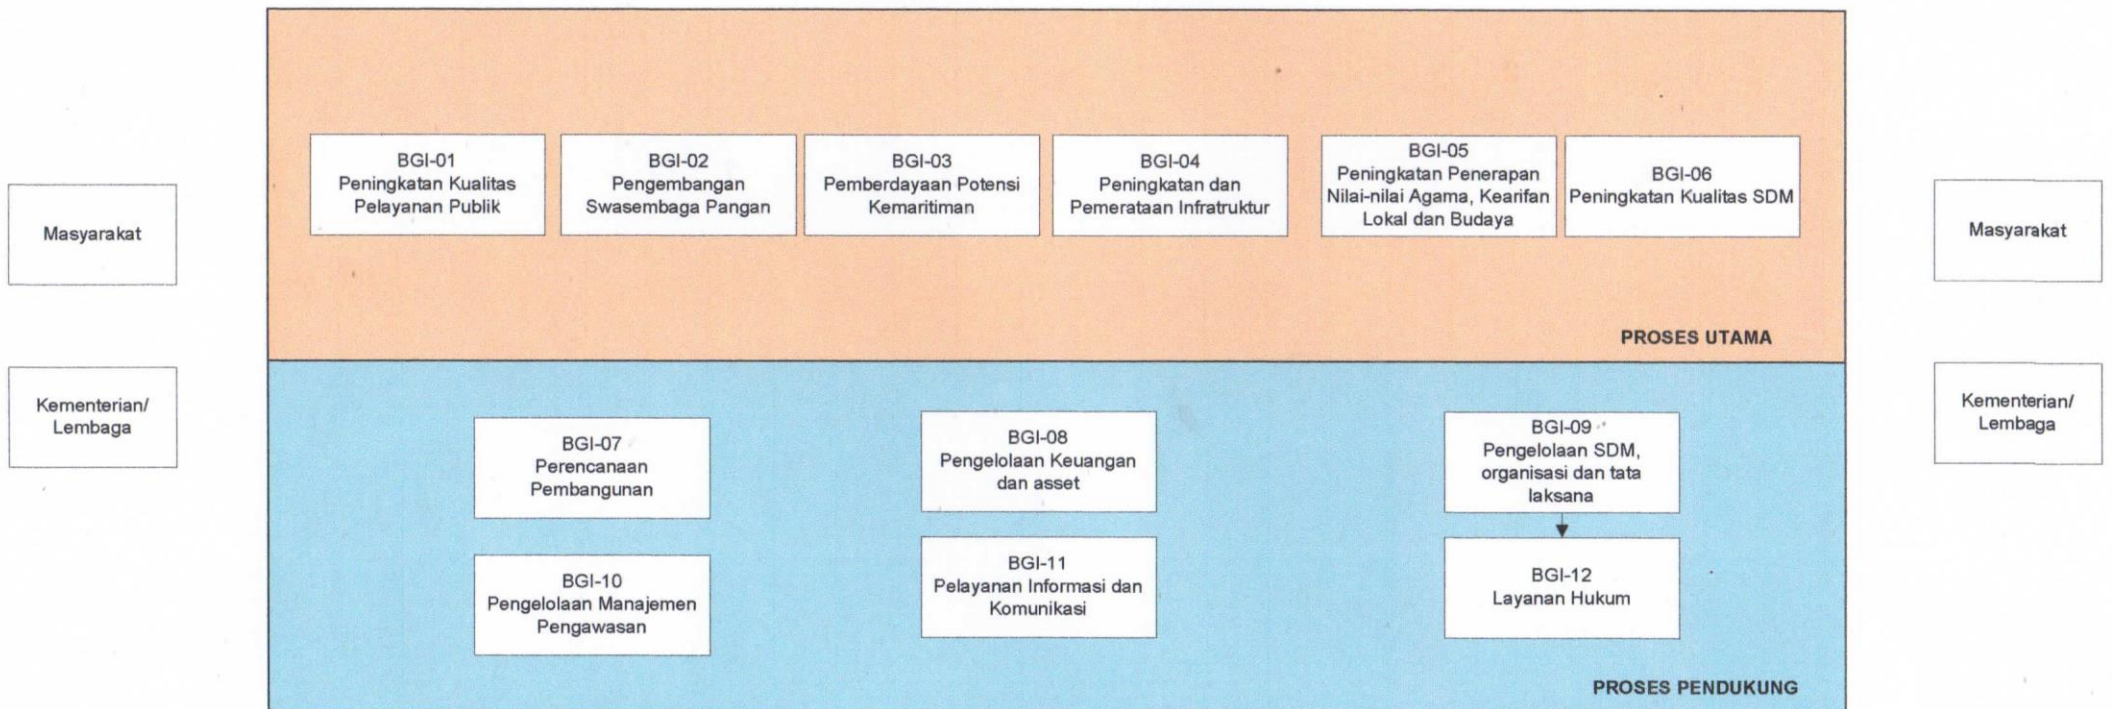 BGI-01
Peningkatan Kualitas
Pelayanan Publik
BGI-02
Pengembangan
Swasembaga Pangan
BGI-03
Pemberdayaan Potensi
Kemaritiman
BGI-04
Peningkatan dan
Pemerataan Infratruktur
BGI-05
Peningkatan Penerapan
Nilai-nilai Agama, Kearifan
Lokal dan Budaya
BGI-06
Peningkatan Kualitas SDM
Masyarakat
Masyarakat
PROSES UTAMA
Kementerian/
Lembaga
Kementerian/
Lembaga
BGI-07
Perencanaan
Pembangunan
BGI-08
Pengelolaan Keuangan
dan asset
BGI-09
Pengelolaan SDM,
organisasi dan tata
laksana
BGI-10
Pengelolaan Manajemen
Pengawasan
BGI-11
Pelayanan Informasi dan
Komunikasi
BGI-12
Layanan Hukum
PROSES PENDUKUNG